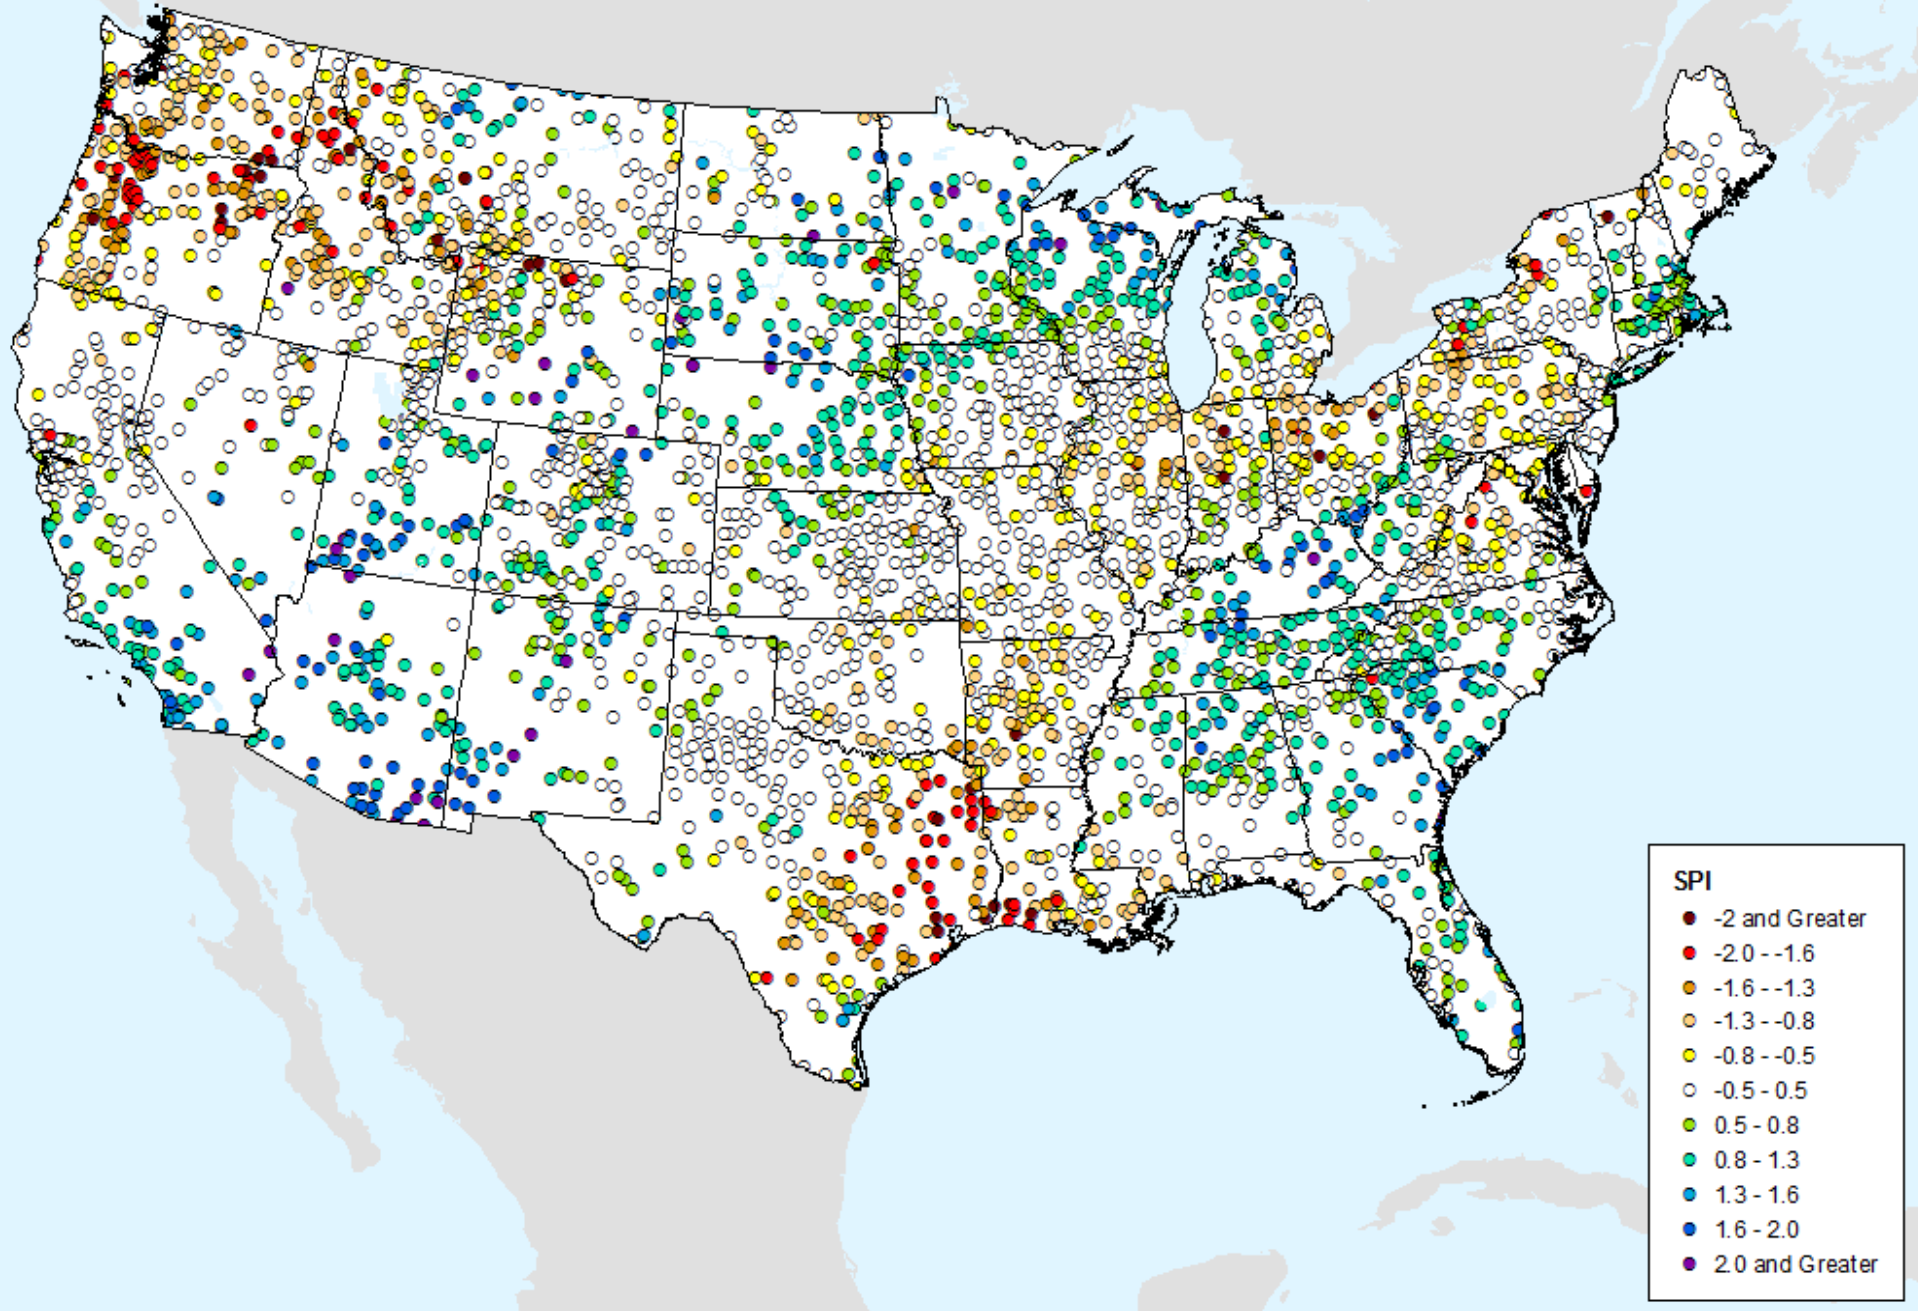 SPI
-2 and Greater
-2.0 - -1.6
-1.6 - -1.3
-1.3 - -0.8
-0.8 - -0.5
-0.5 - 0.5
0.5 - 0.8
0.8 - 1.3
1.3 - 1.6
1.6 - 2.0
2.0 and Greater